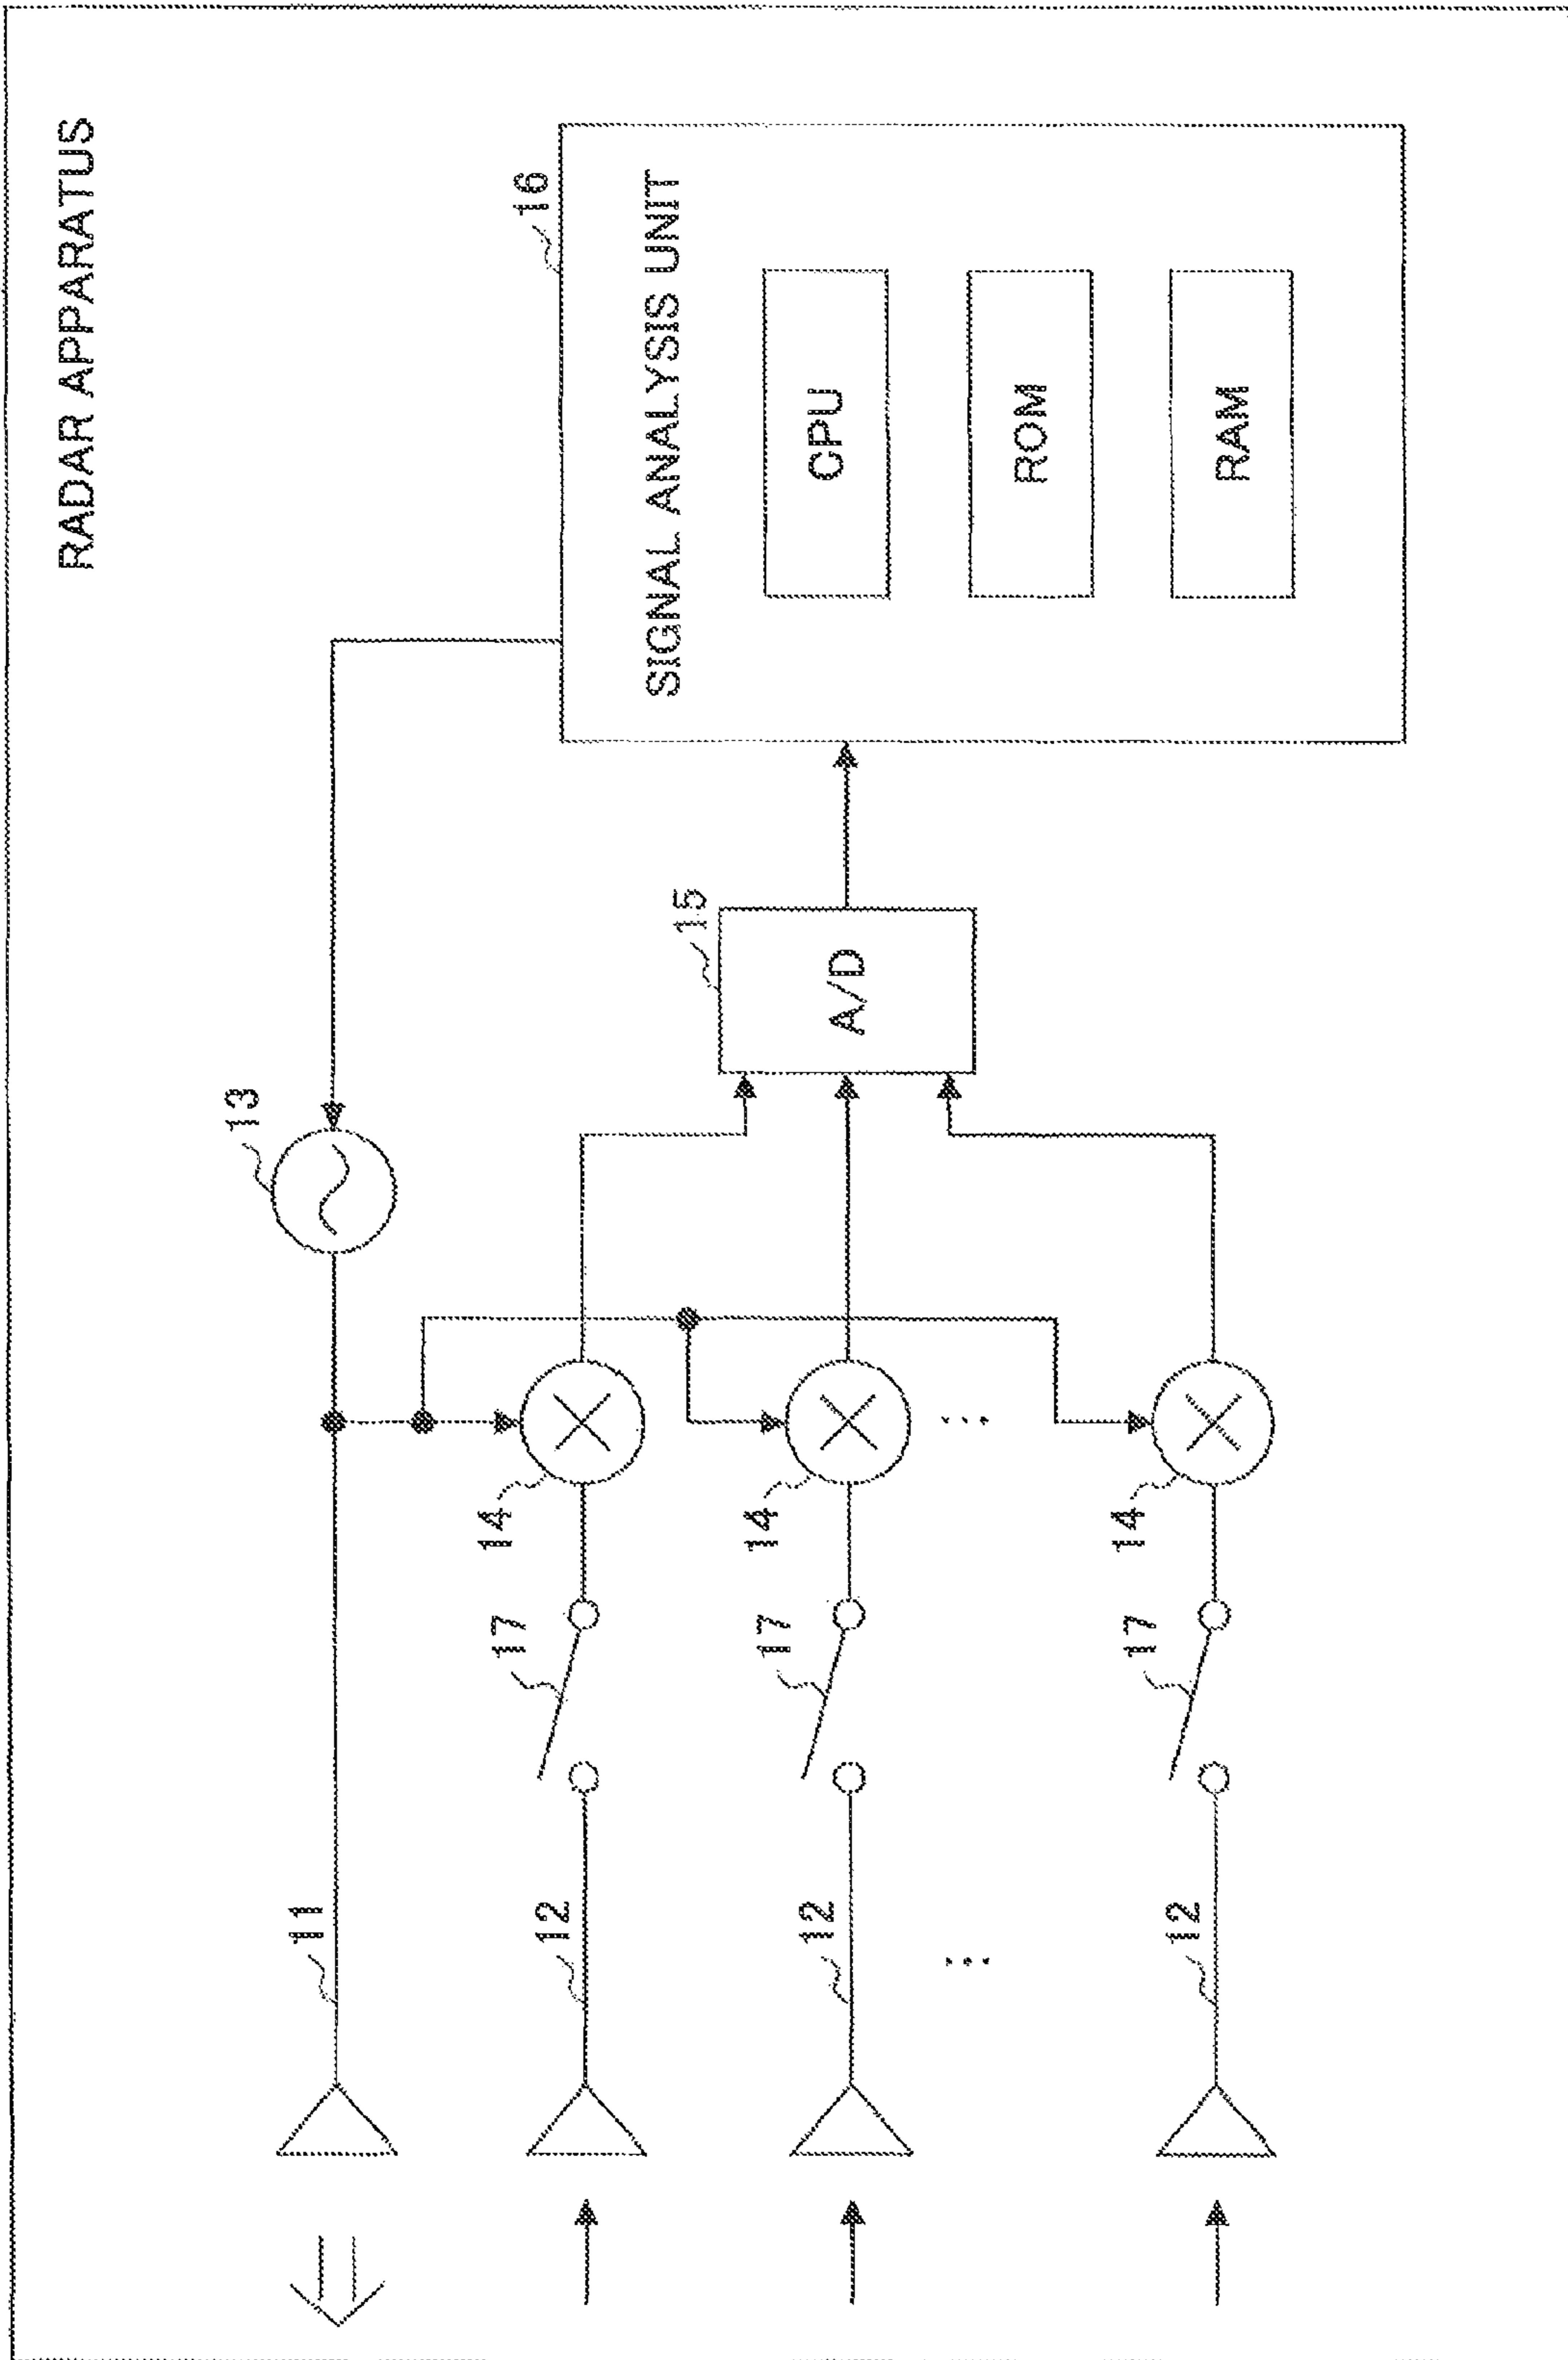 RADAR APPARATUS
16
SIGNAL ANALYSIS UNIT
CPU
ROM
RAM
15
A/D
13
14
14
14
17
17
17
11
12
12
12